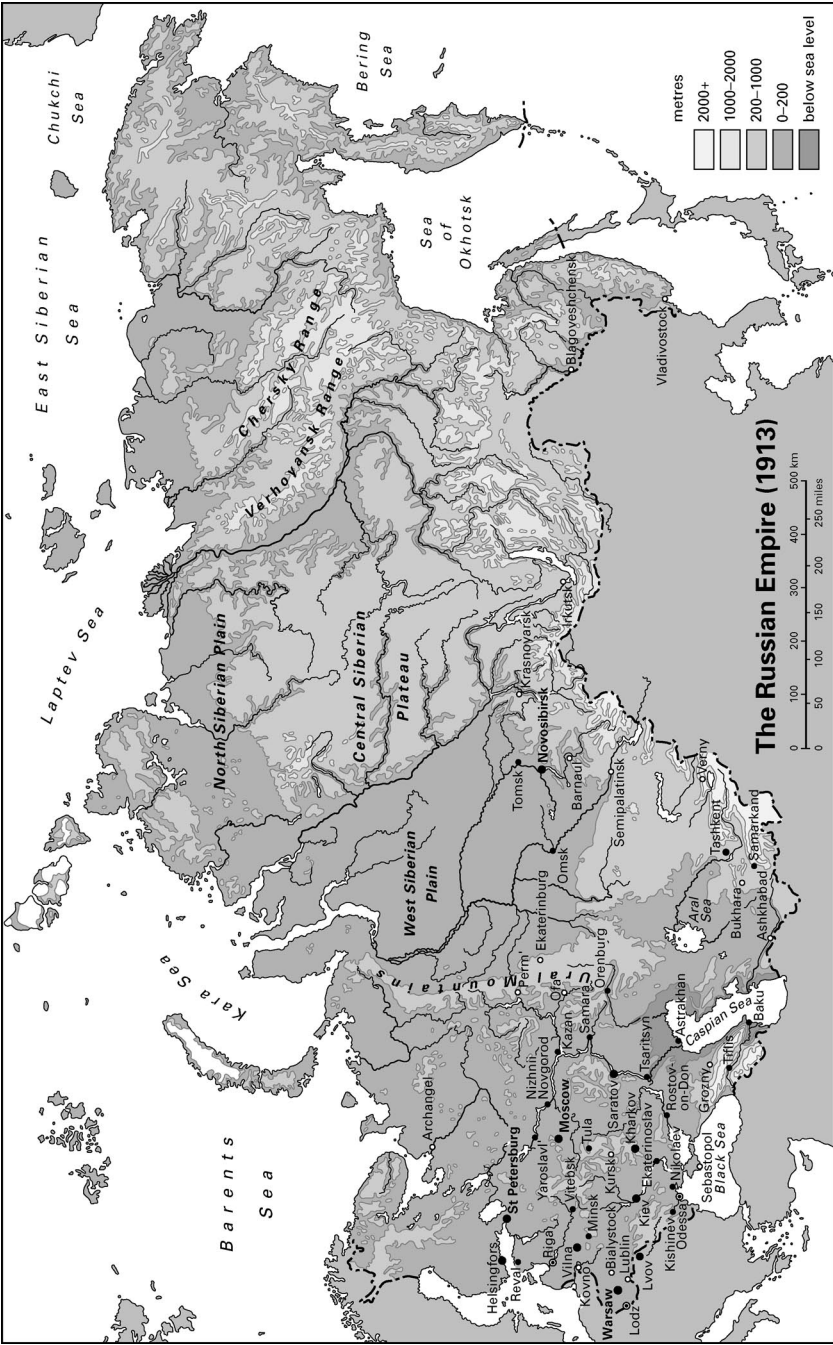 Chukchi
Sea
Bering
Sea
East Siberian
Sea
Sea
of
Okhotsk
Laptev Sea
Kara Sea
Barents
Sea
Chersky Range
Verhoyansk Range
North Siberian Plain
Central Siberian
Plateau
West Siberian
Plain
Ural Mountains
Blagoveshchensk
Vladivostock
Irkutsk
Krasnoyarsk
Novosibirsk
Tomsk
Barnaul
Semipalatinsk
Omsk
Verny
Tashkent
Samarkand
Bukhara
Ashkhabad
Aral
Sea
Ekaterinburg
Perm'
Ufa
Orenburg
Samara
Kazan
Nizhnii
Novgorod
Archangel
Yaroslavl'
Moscow
St Petersburg
Helsingfors
Reval
Riga
Vitebsk
Tula
Saratov
Tsaritsyn
Astrakhan
Caspian Sea
Baku
Tiflis
Grozny
Rostov-
on-Don
Kharkov
Kursk
Ekaterinoslav
Nikolaev
Sebastopol
Black Sea
Odessa
Kishinev
Kiev
Minsk
Vilna
Kovno
Bialystock
Lublin
Lvov
Warsaw
Lodz
metres
2000+
1000–2000
200–1000
0–200
below sea level
The Russian Empire (1913)
0 100 200 300 400 500 km
0 50 100 150 200 250 miles